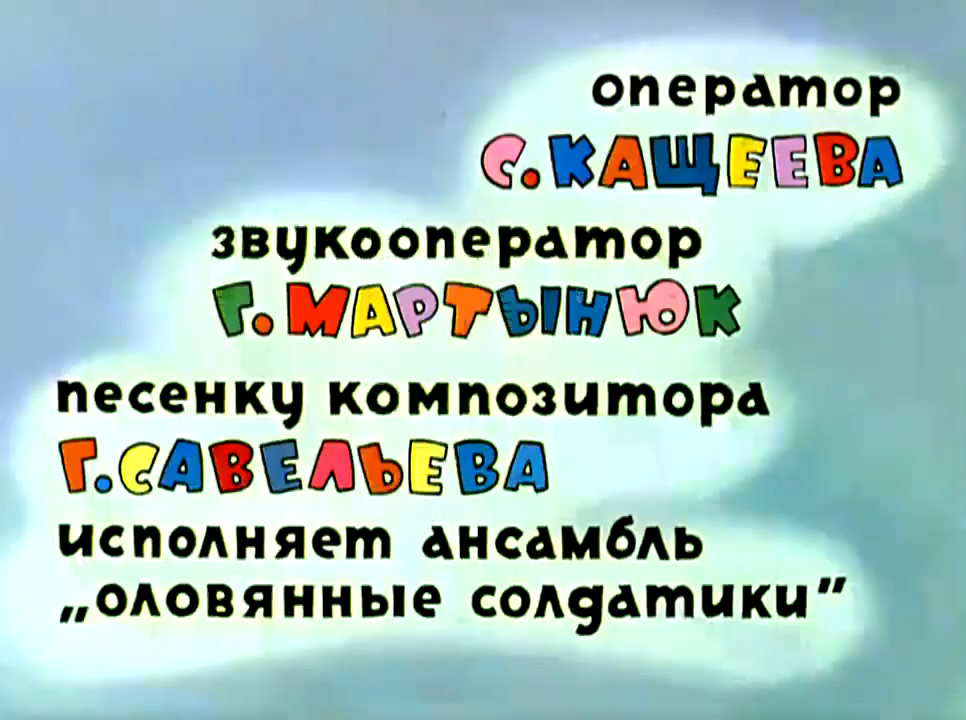 оператор
С. КАЩЕЕВА
звукооператор
Г. МАРТЫНЮК
песенку композитора
Г. САВЕЛЬЕВА
исполняет ансамбль
„оловянные солдатики”